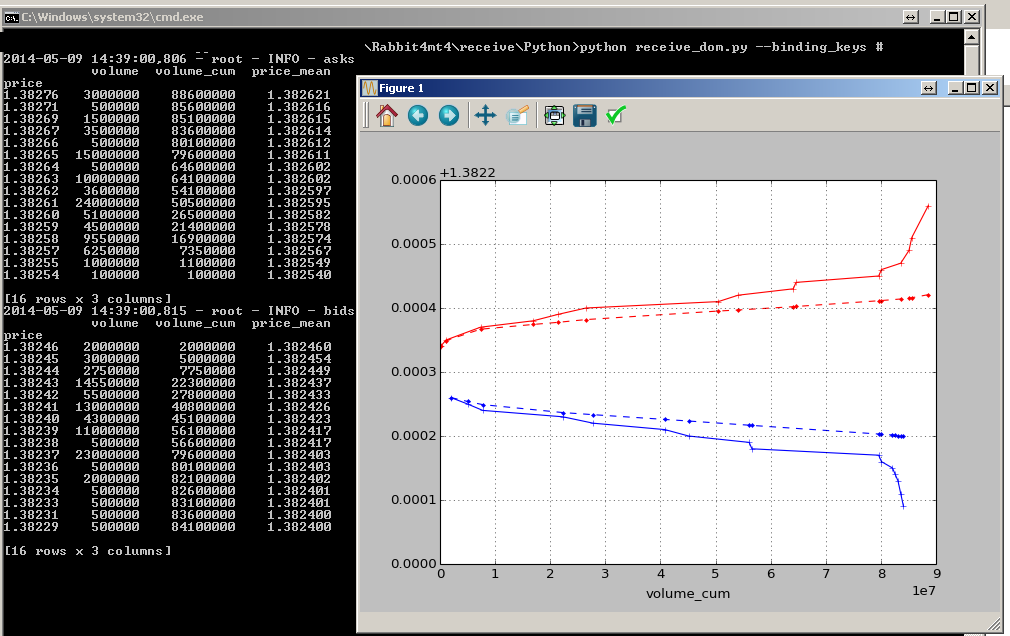 C:\Windows\system32\cmd.exe
\Rabbit4mt4\receive\Python>python receive_dom.py --binding_keys #
2014-05-09 14:39:00,806 - root - INFO - asks
volume volume_cum price_mean
price
1.38276 3000000 88600000 1.382621
1.38271 500000 85600000 1.382616
1.38269 1500000 85100000 1.382615
1.38267 3500000 83600000 1.382614
1.38266 500000 80100000 1.382612
1.38265 15000000 79600000 1.382611
1.38264 500000 64600000 1.382602
1.38263 10000000 64100000 1.382602
1.38262 3600000 54100000 1.382597
1.38261 24000000 50500000 1.382595
1.38260 5100000 26500000 1.382582
1.38259 4500000 21400000 1.382578
1.38258 9550000 16900000 1.382574
1.38257 6250000 7350000 1.382567
1.38255 1000000 1100000 1.382549
1.38254 100000 100000 1.382540
[16 rows x 3 columns]
2014-05-09 14:39:00,815 - root - INFO - bids
volume volume_cum price_mean
price
1.38246 2000000 2000000 1.382460
1.38245 3000000 5000000 1.382454
1.38244 2750000 7750000 1.382449
1.38243 14550000 22300000 1.382437
1.38242 5500000 27800000 1.382433
1.38241 13000000 40800000 1.382426
1.38240 4300000 45100000 1.382423
1.38239 11000000 56100000 1.382417
1.38238 500000 56600000 1.382417
1.38237 23000000 79600000 1.382403
1.38236 500000 80100000 1.382403
1.38235 2000000 82100000 1.382402
1.38234 500000 82600000 1.382401
1.38233 500000 83100000 1.382401
1.38231 500000 83600000 1.382400
1.38229 500000 84100000 1.382400
[16 rows x 3 columns]
Figure 1
+1.3822
0.0006
0.0005
0.0004
0.0003
0.0002
0.0001
0.0000
0 1 2 3 4 5 6 7 8 9
1e7
volume_cum